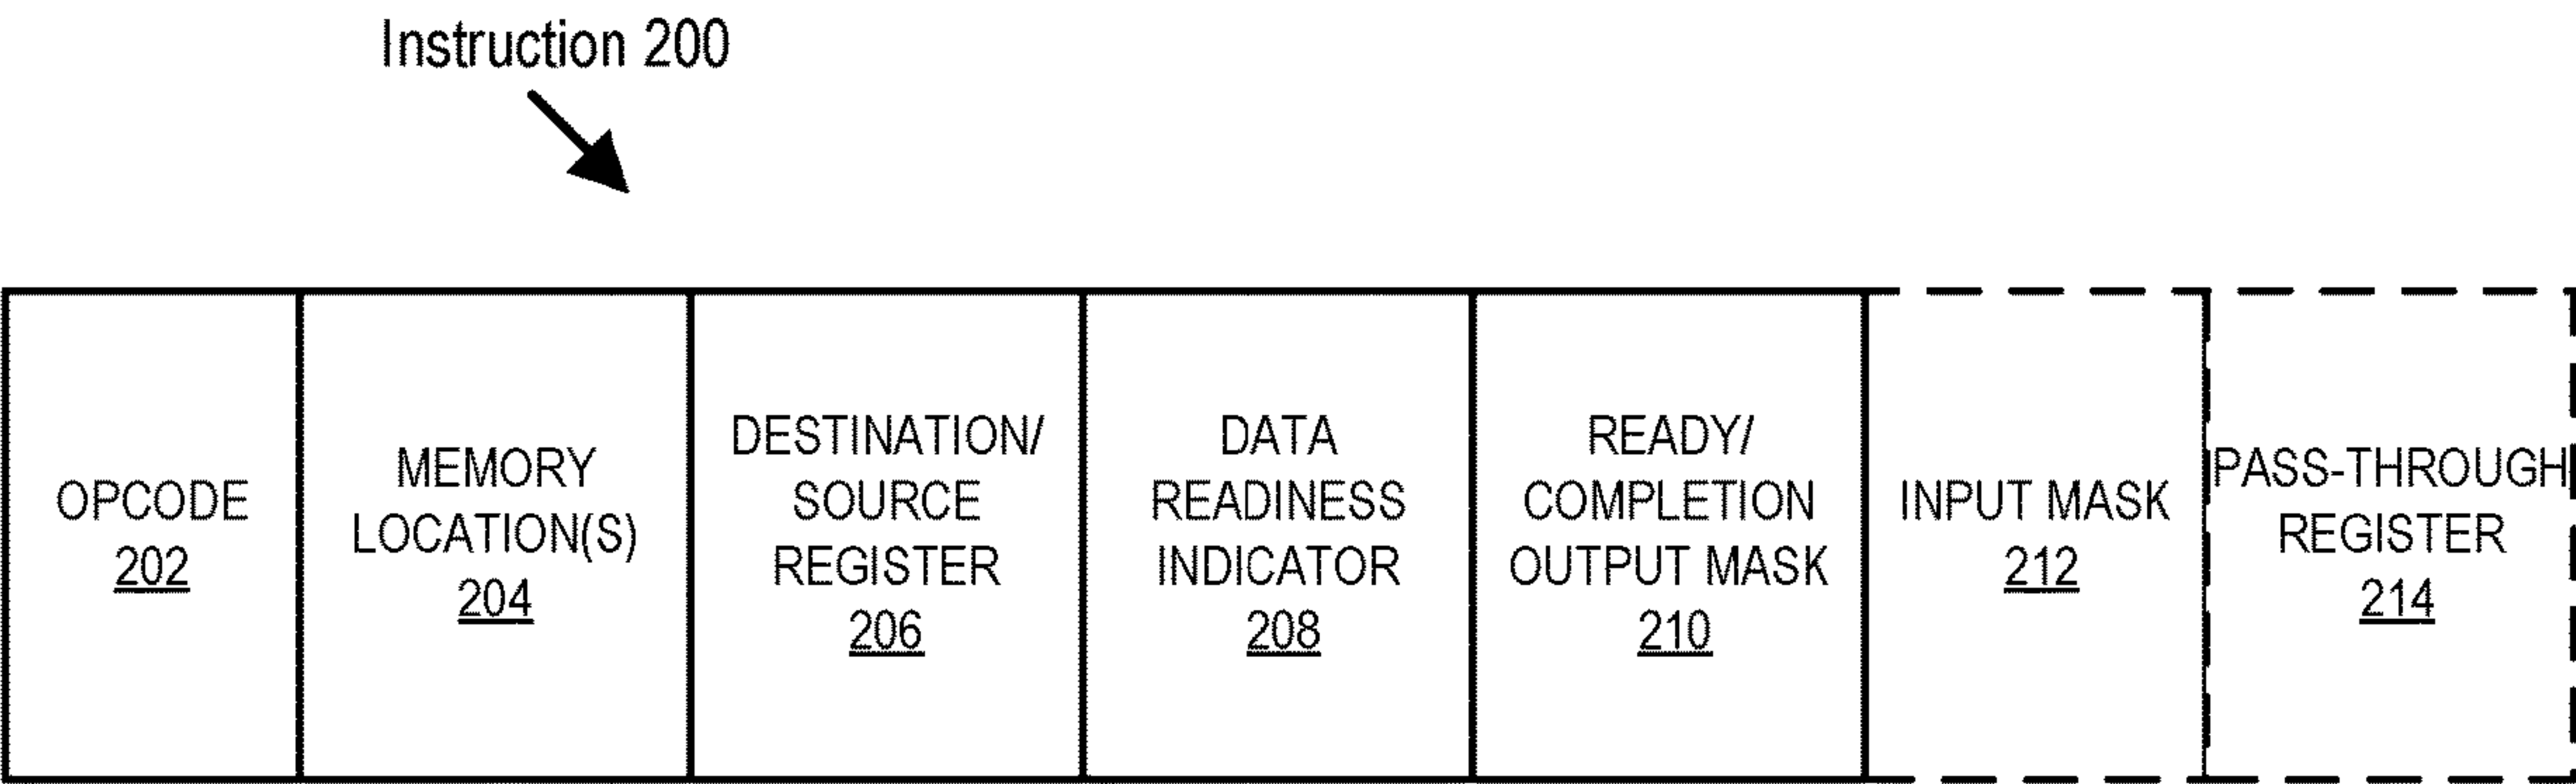 Instruction 200
OPCODE
202
MEMORY
LOCATION(S)
204
DESTINATION/
SOURCE
REGISTER
206
DATA
READINESS
INDICATOR
208
READY/
COMPLETION
OUTPUT MASK
210
INPUT MASK
212
PASS-THROUGH
REGISTER
214